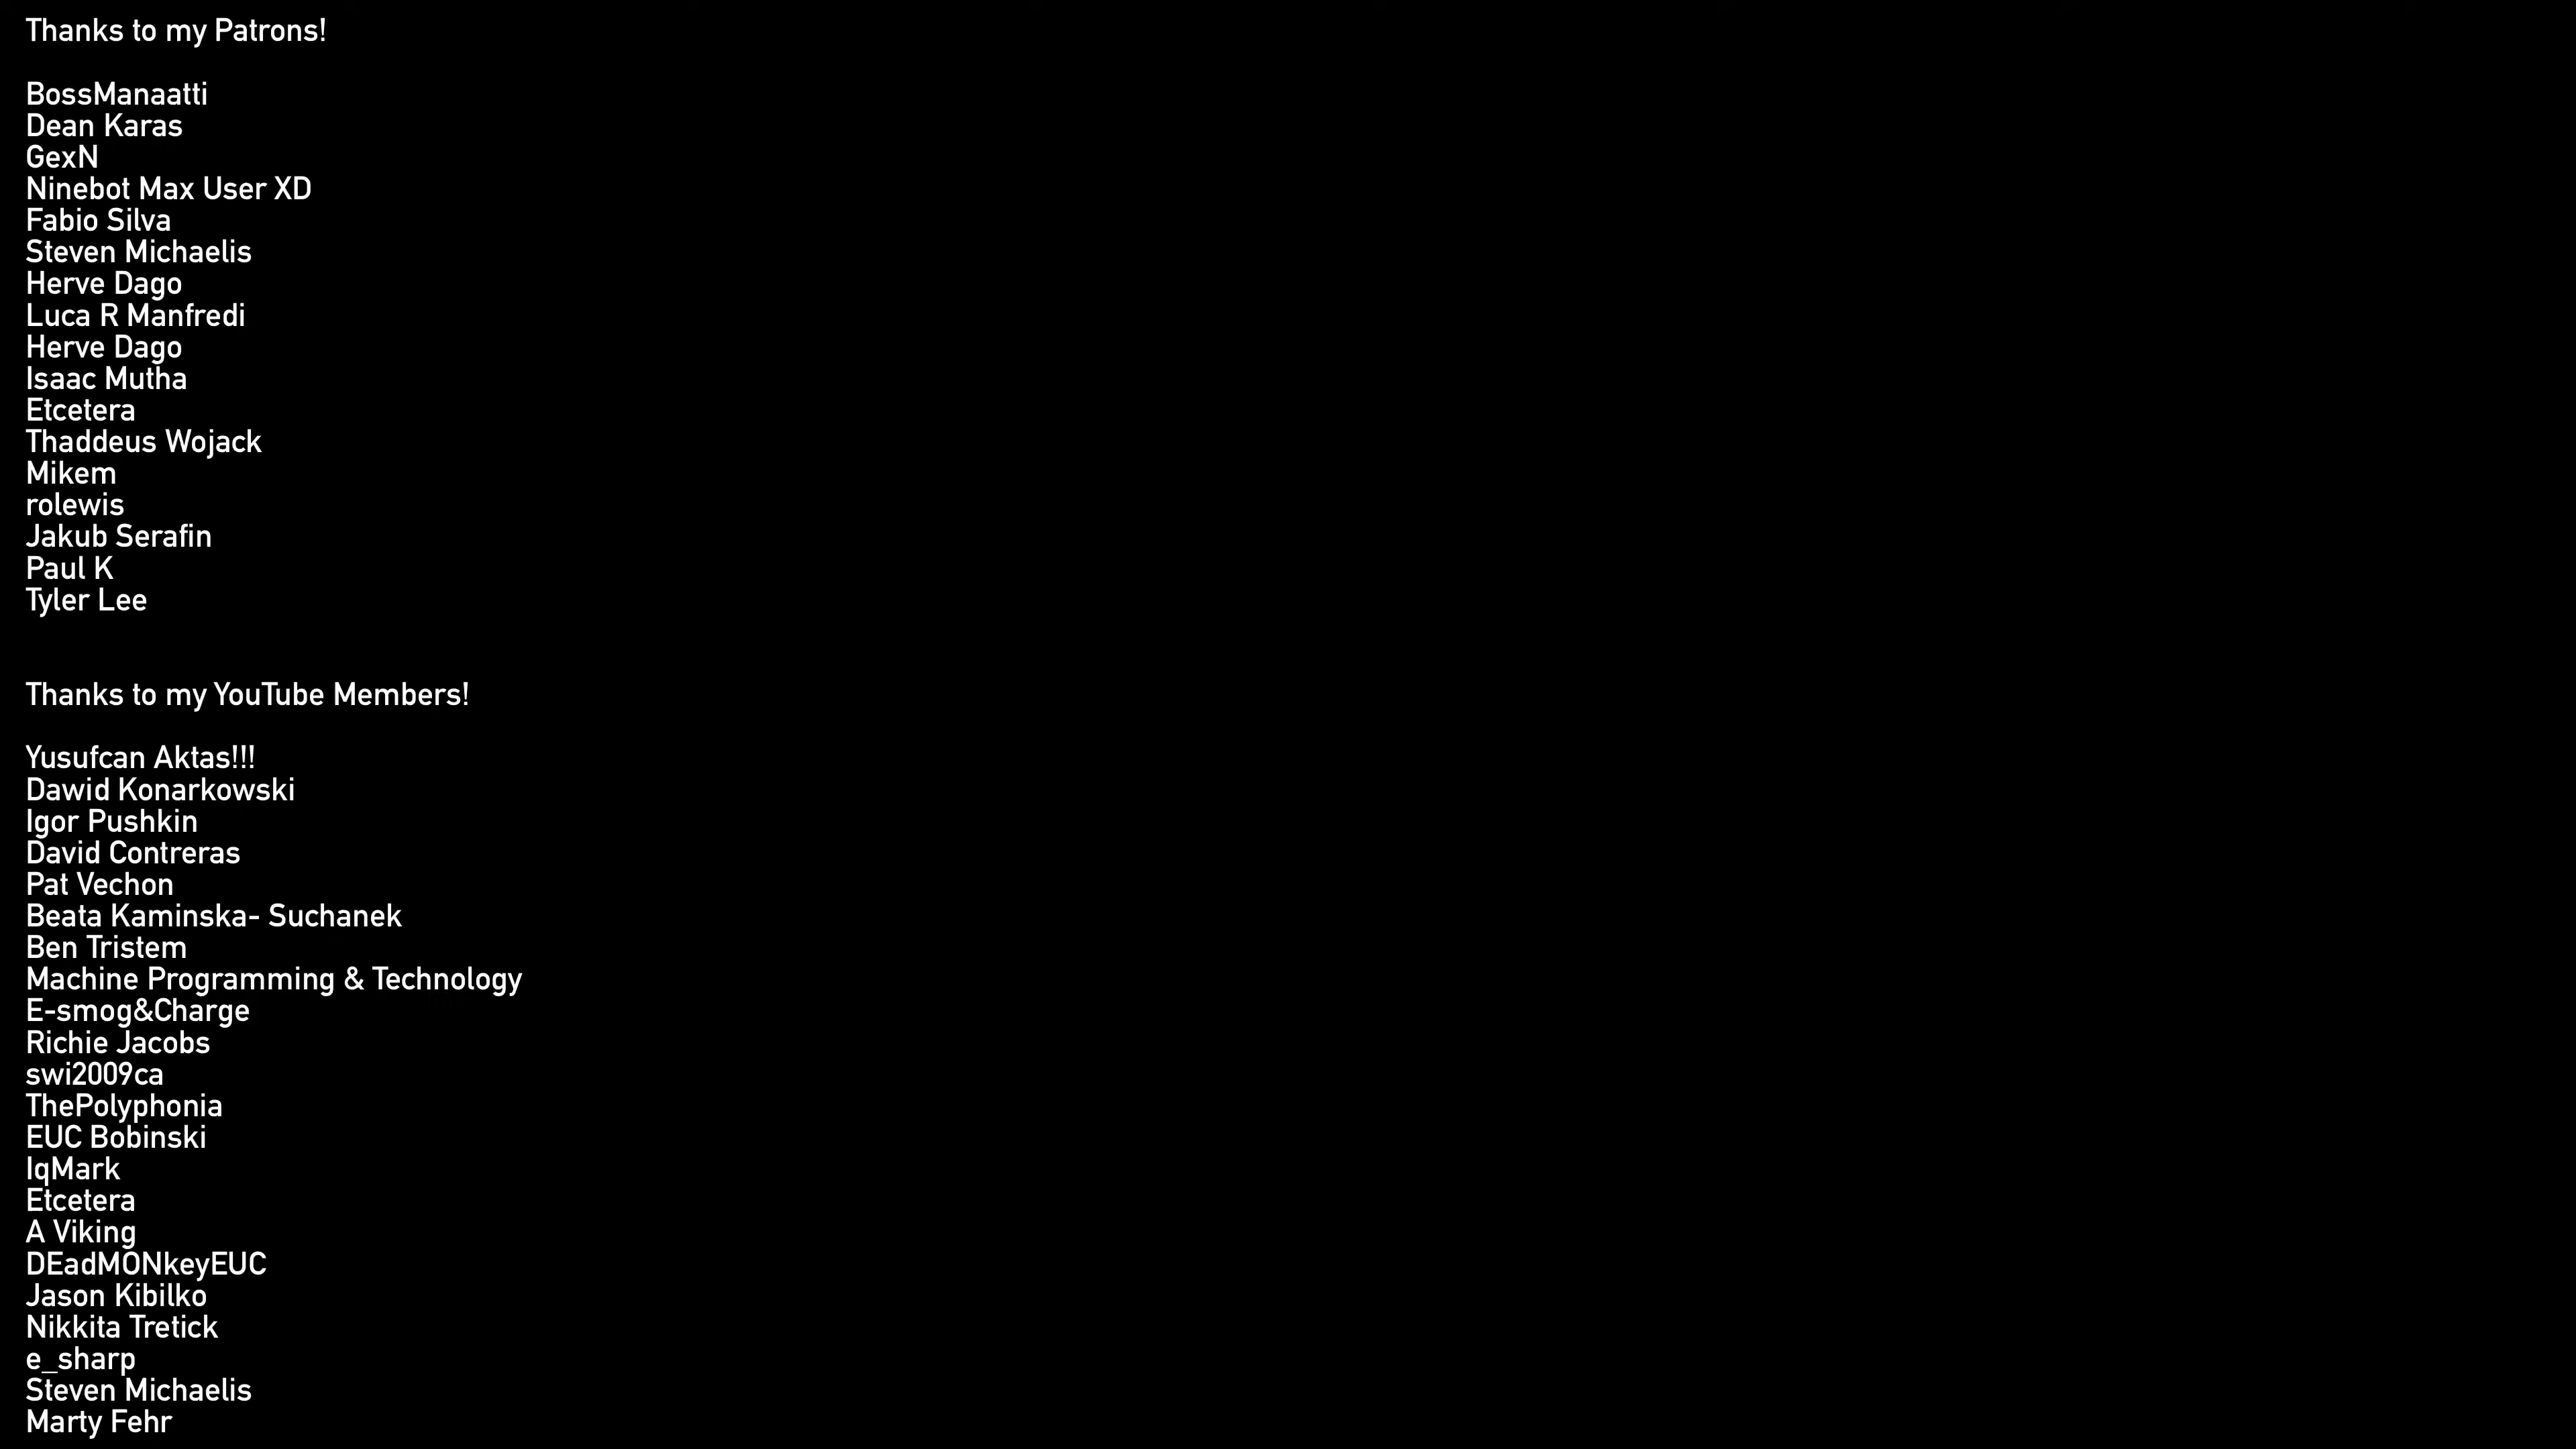 Thanks to my Patrons!
BossManaatti
Dean Karas
GexN
Ninebot Max User XD
Fabio Silva
Steven Michaelis
Herve Dago
Luca R Manfredi
Herve Dago
Isaac Mutha
Etcetera
Thaddeus Wojack
Mikem
rolewis
Jakub Serafin
Paul K
Tyler Lee
Thanks to my YouTube Members!
Yusufcan Aktas!!!
Dawid Konarkowski
Igor Pushkin
David Contreras
Pat Vechon
Beata Kaminska- Suchanek
Ben Tristem
Machine Programming & Technology
E-smog&Charge
Richie Jacobs
swi2009ca
ThePolyphonia
EUC Bobinski
IqMark
Etcetera
A Viking
DEadMONkeyEUC
Jason Kibilko
Nikkita Tretick
e_sharp
Steven Michaelis
Marty Fehr